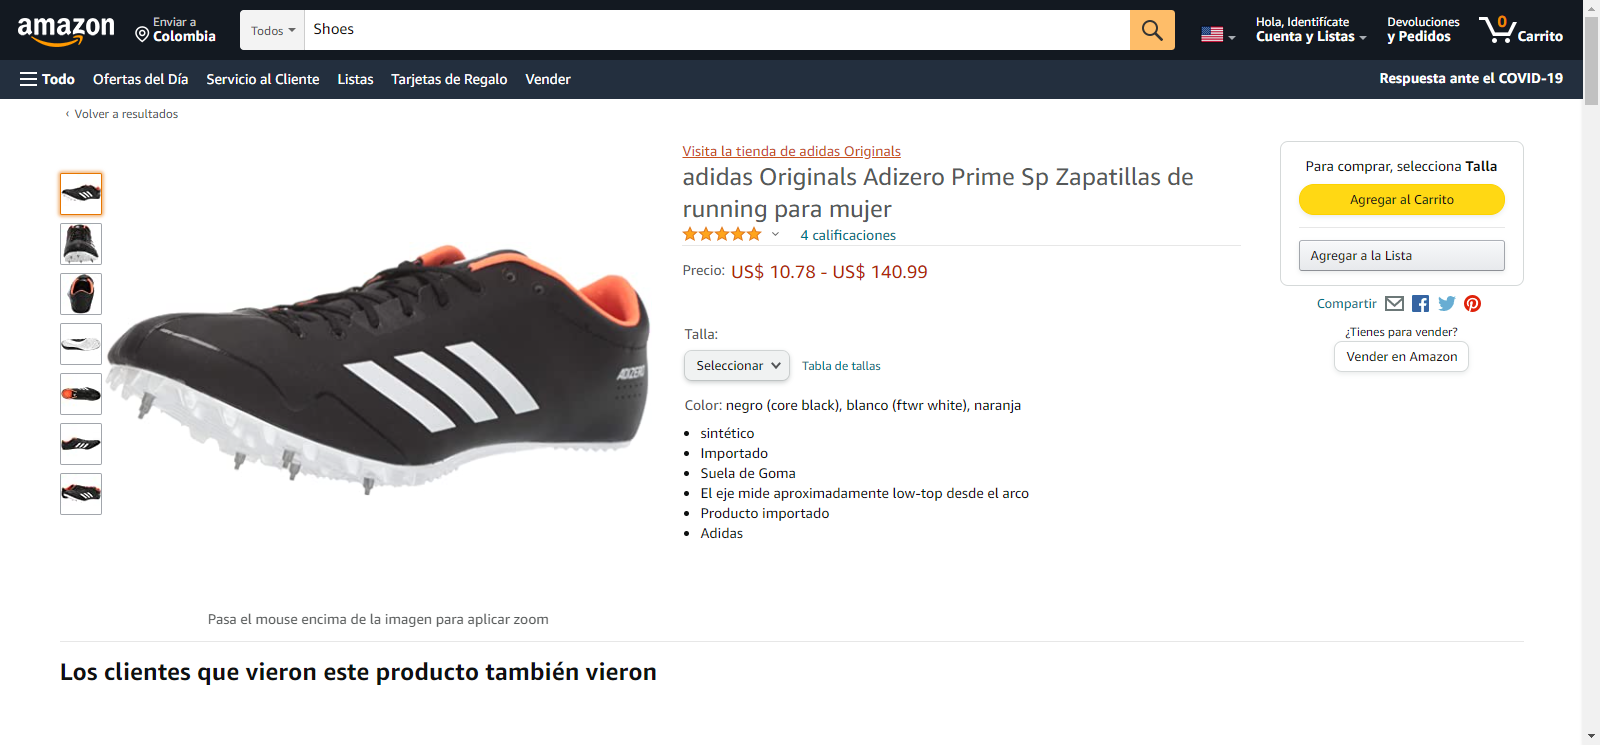 amazon
Enviar a
Colombia
Todos
Shoes
Hola, Identifícate
Cuenta y Listas
Devoluciones
y Pedidos
0
Carrito
Todo
Ofertas del Día
Servicio al Cliente
Listas
Tarjetas de Regalo
Vender
Respuesta ante el COVID-19
‹ Volver a resultados
Visita la tienda de adidas Originals
adidas Originals Adizero Prime Sp Zapatillas de
running para mujer
4 calificaciones
Precio: US$ 10.78 - US$ 140.99
Talla:
Seleccionar
Tabla de tallas
Color: negro (core black), blanco (ftwr white), naranja
• sintético
• Importado
• Suela de Goma
• El eje mide aproximadamente low-top desde el arco
• Producto importado
• Adidas
Para comprar, selecciona Talla
Agregar al Carrito
Agregar a la Lista
Compartir
¿Tienes para vender?
Vender en Amazon
ADIZERO
Pasa el mouse encima de la imagen para aplicar zoom
Los clientes que vieron este producto también vieron